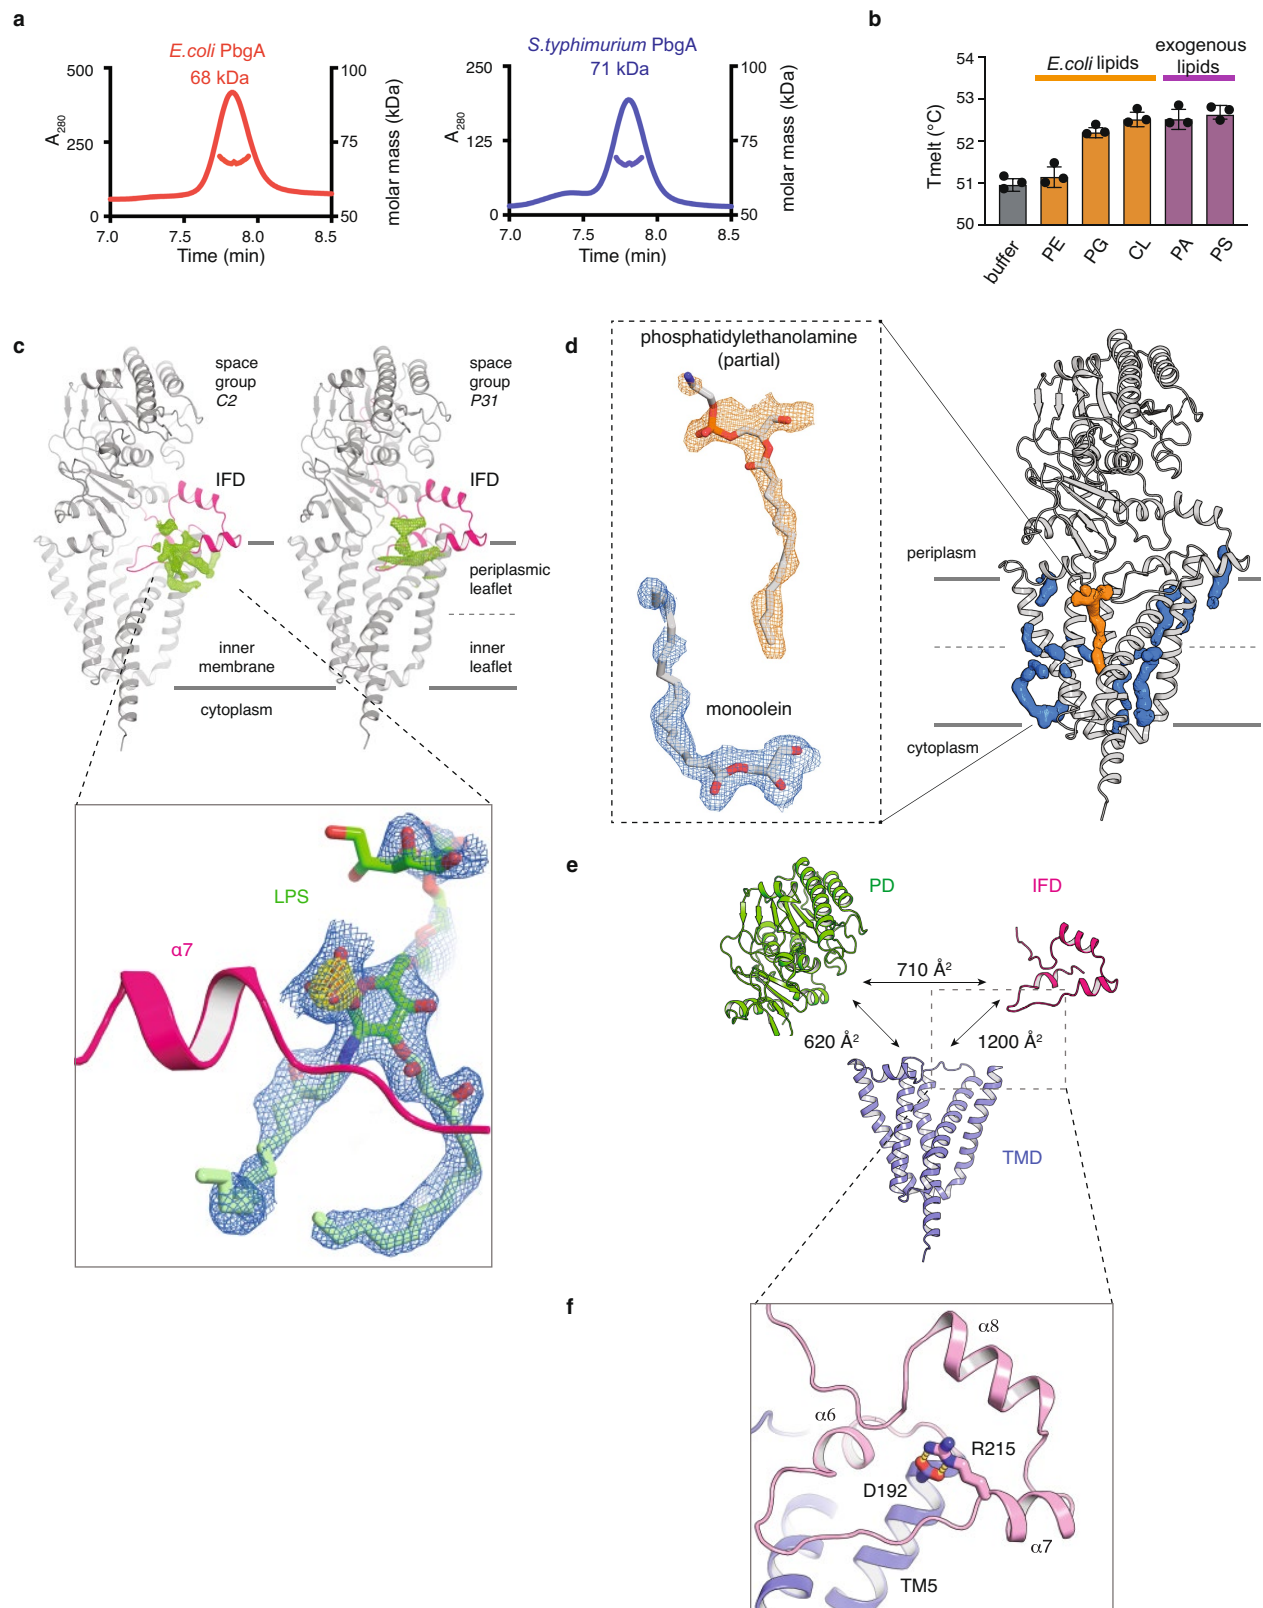 a
E.coli PbgA
68 kDa
500
250
0
A280
100
75
50
molar mass (kDa)
7.0
7.5
8.0
8.5
Time (min)
S.typhimurium PbgA
71 kDa
250
125
0
A280
100
75
50
molar mass (kDa)
7.0
7.5
8.0
8.5
Time (min)
b
exogenous
E.coli lipids
lipids
54
53
52
51
50
Tmelt (°C)
buffer
PE
PG
CL
PA
PS
c
space
group
C2
IFD
space
group
P31
IFD
periplasmic
leaflet
inner
membrane
inner
leaflet
cytoplasm
LPS
α7
d
phosphatidylethanolamine
(partial)
monoolein
periplasm
cytoplasm
e
PD
IFD
710 Å²
620 Å²
1200 Å²
TMD
f
α8
α6
R215
D192
α7
TM5